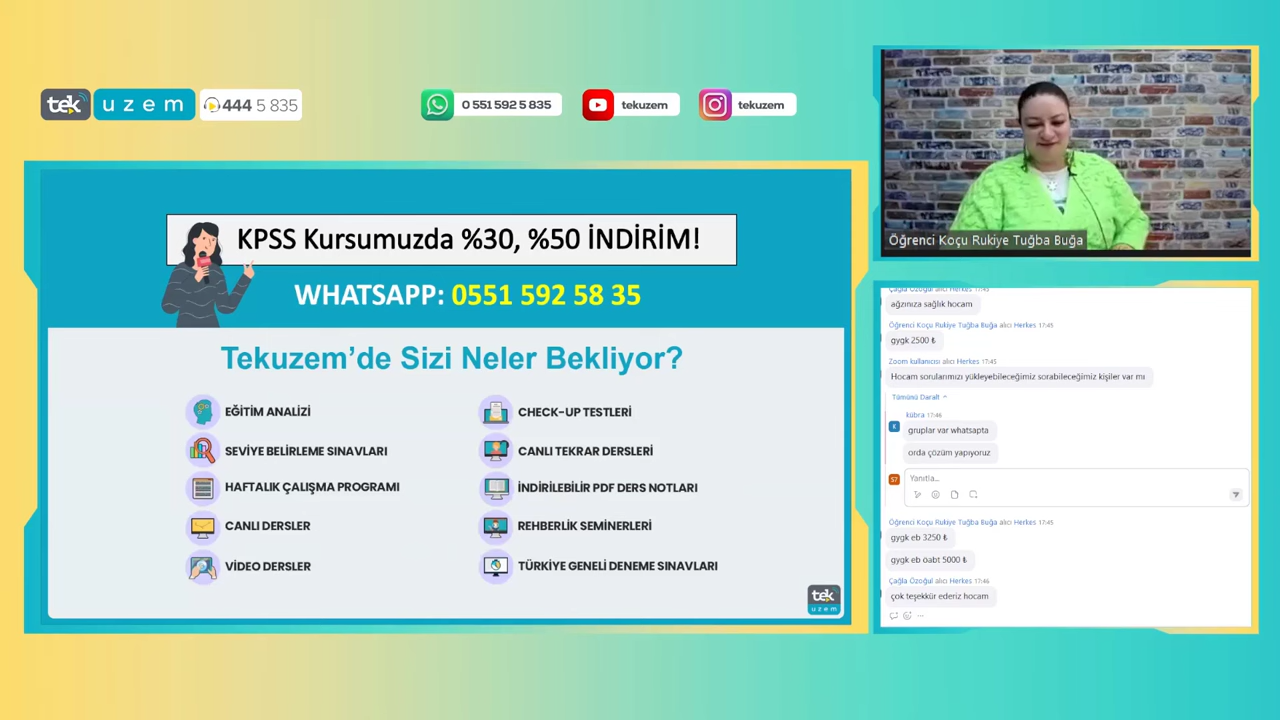 tek uzem 444 5 835
0 551 592 5 835
tekuzem
tekuzem
KPSS Kursumuzda %30, %50 İNDİRİM!
WHATSAPP: 0551 592 58 35
Tekuzem’de Sizi Neler Bekliyor?
EĞİTİM ANALİZİ
SEVİYE BELİRLEME SINAVLARI
HAFTALIK ÇALIŞMA PROGRAMI
CANLI DERSLER
VİDEO DERSLER
CHECK-UP TESTLERİ
CANLI TEKRAR DERSLERİ
İNDİRİLEBİLİR PDF DERS NOTLARI
REHBERLİK SEMİNERLERİ
TÜRKİYE GENELİ DENEME SINAVLARI
tek
uzem
Öğrenci Koçu Rukiye Tuğba Buğa
Çağla Özoğul alıcı Herkes 17:45
ağzınıza sağlık hocam
Öğrenci Koçu Rukiye Tuğba Buğa alıcı Herkes 17:45
gygk 2500 ₺
Zoom kullanıcısı alıcı Herkes 17:45
Hocam sorularımızı yükleyebileceğimiz sorabileceğimiz kişiler var mı
Tümünü Daralt
kübra 17:46
K
gruplar var whatsapta
orda çözüm yapıyoruz
Yanıtla...
Öğrenci Koçu Rukiye Tuğba Buğa alıcı Herkes 17:45
gygk eb 3250 ₺
gygk eb öabt 5000 ₺
Çağla Özoğul alıcı Herkes 17:46
çok teşekkür ederiz hocam